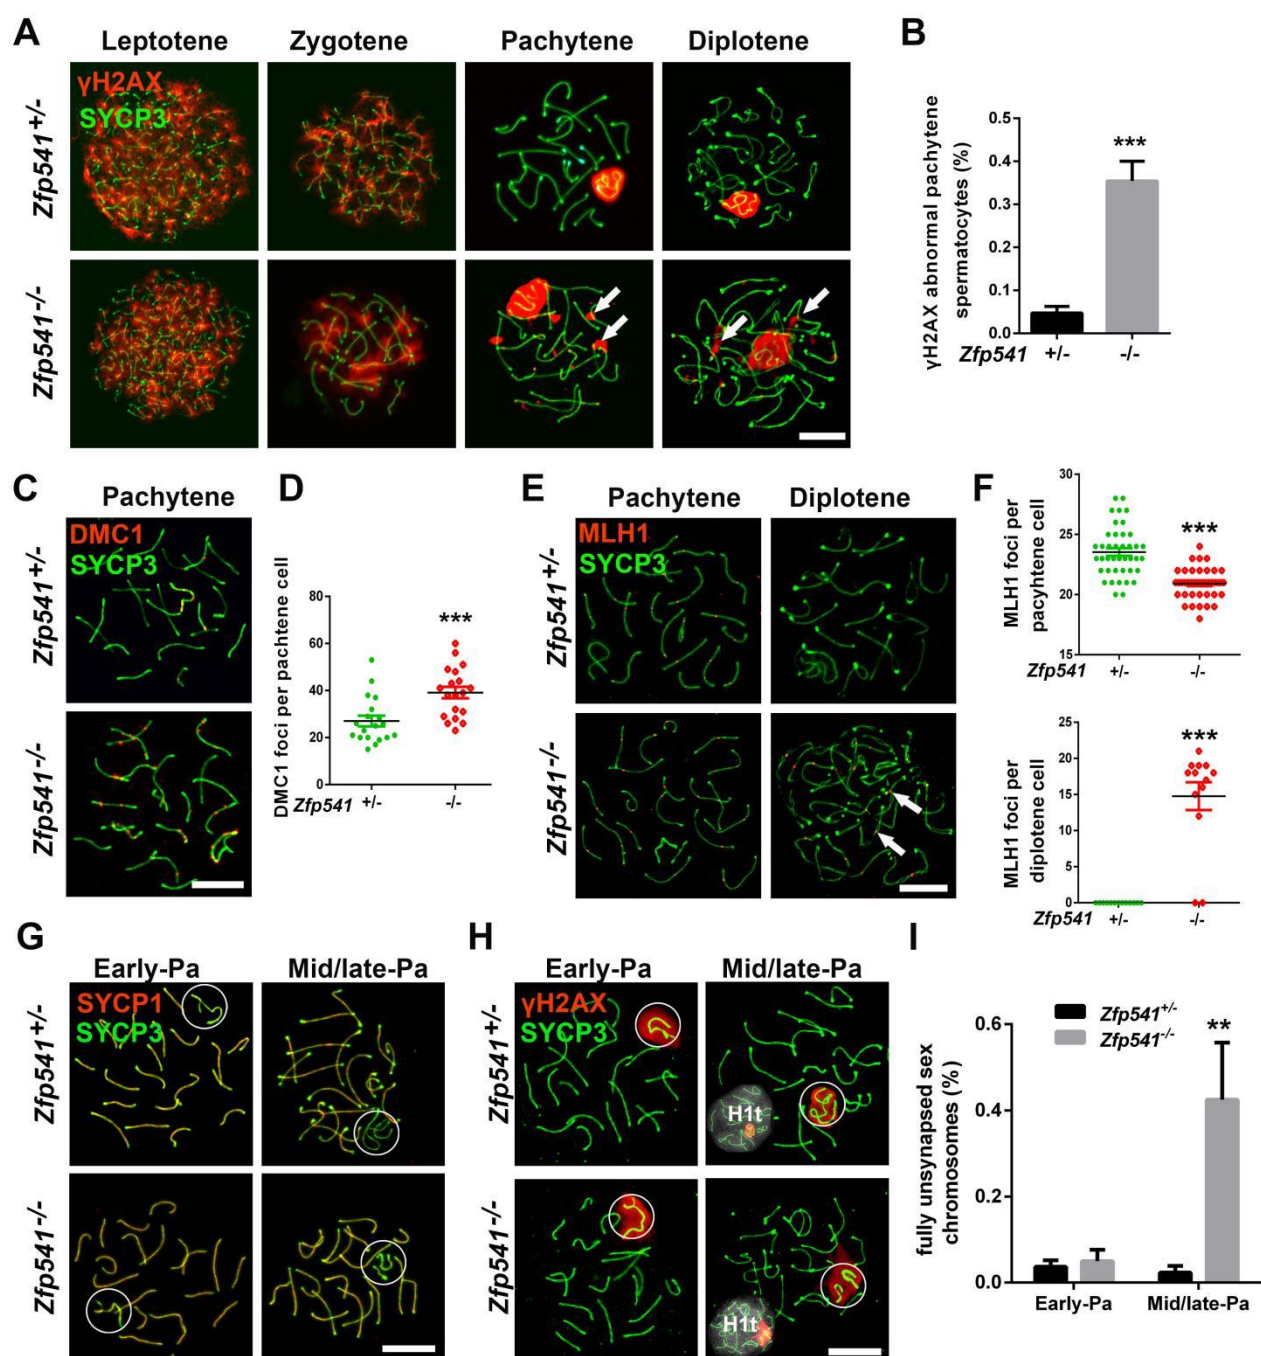 A
Leptotene Zygotene Pachytene Diplotene
γH2AX
SYCP3
Zfp541+/-
Zfp541-/-
B
γH2AX abnormal pachytene
spermatocytes (%)
0.5
0.4
0.3
0.2
0.1
0.0
***
Zfp541 +/- -/-
C
Pachytene
DMC1
SYCP3
Zfp541+/-
Zfp541-/-
D
DMC1 foci per pachtene cell
80
60
40
20
0
***
Zfp541 +/- -/-
E
Pachytene Diplotene
MLH1
SYCP3
Zfp541+/-
Zfp541-/-
F
MLH1 foci per
pacyhtene cell
30
25
20
15
***
Zfp541 +/- -/-
MLH1 foci per
diplotene cell
25
20
15
10
5
0
***
Zfp541 +/- -/-
G
Early-Pa Mid/late-Pa
SYCP1
SYCP3
Zfp541+/-
Zfp541-/-
H
Early-Pa Mid/late-Pa
γH2AX
SYCP3
H1t
Zfp541+/-
Zfp541-/-
H1t
I
fully unsynapsed sex
chromosomes (%)
Zfp541+/-
Zfp541-/-
0.6
0.4
0.2
0.0
**
Early-Pa Mid/late-Pa